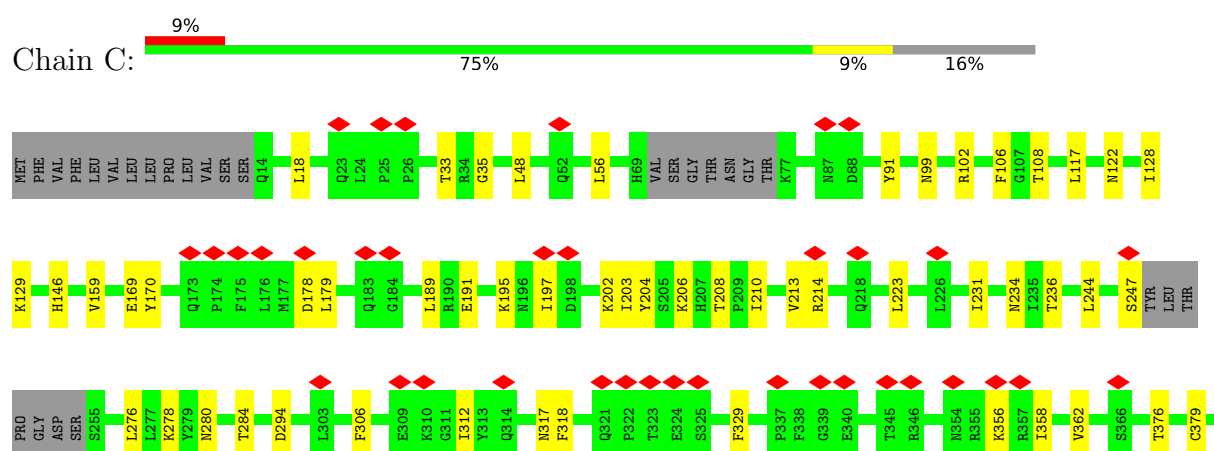 9%
Chain C:
75% 9% 16%
MET PHE VAL PHE LEU VAL LEU LEU PRO LEU VAL SER SER Q14 L18 Q23 L24 P25 P26 T33 R34 G35 L48 Q52 L56 H69 VAL SER GLY THR ASN GLY THR K77 N87 D88 Y91 N99 R102 F106 G107 T108 L117 N122 I128
K129 H146 V159 E169 Y170 Q173 P174 F175 L176 M177 D178 L179 Q183 G184 L189 R190 E191 K195 N196 I197 D198 K202 I203 Y204 S205 K206 H207 T208 P209 I210 V213 R214 Q218 L223 L226 I231 N234 I235 T236 L244 S247 TYR LEU THR
PRO GLY ASP SER S255 L276 L277 K278 Y279 N280 T284 D294 L303 F306 E309 K310 G311 I312 Y313 Q314 N317 F318 Q321 P322 T323 E324 S325 F329 P337 F338 G339 E340 T345 R346 N354 R355 K356 R357 I358 V362 S366 T376 C379